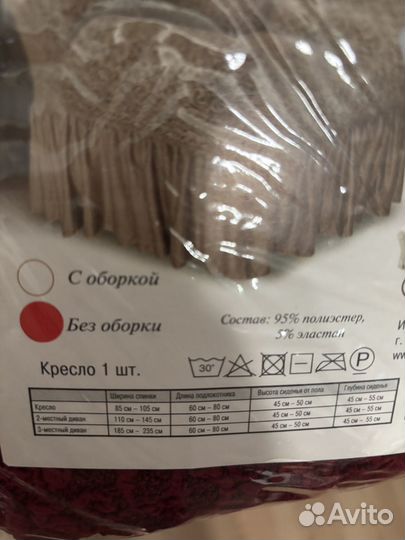 С оборкой
Без оборки
Состав: 95% полиэстер,
5% эластан
Кресло 1 шт.
30°
P
Ширина спинки Длина подлокотника Высота сиденья от пола Глубина сиденья
Кресло 85 см – 105 см 60 см – 80 см 45 см – 50 см 45 см – 55 см
2-местный диван 110 см – 145 см 60 см – 80 см 45 см – 50 см 45 см – 55 см
3-местный диван 185 см – 235 см 60 см – 80 см 45 см – 50 см 45 см – 55 см
г.
ww
Avito